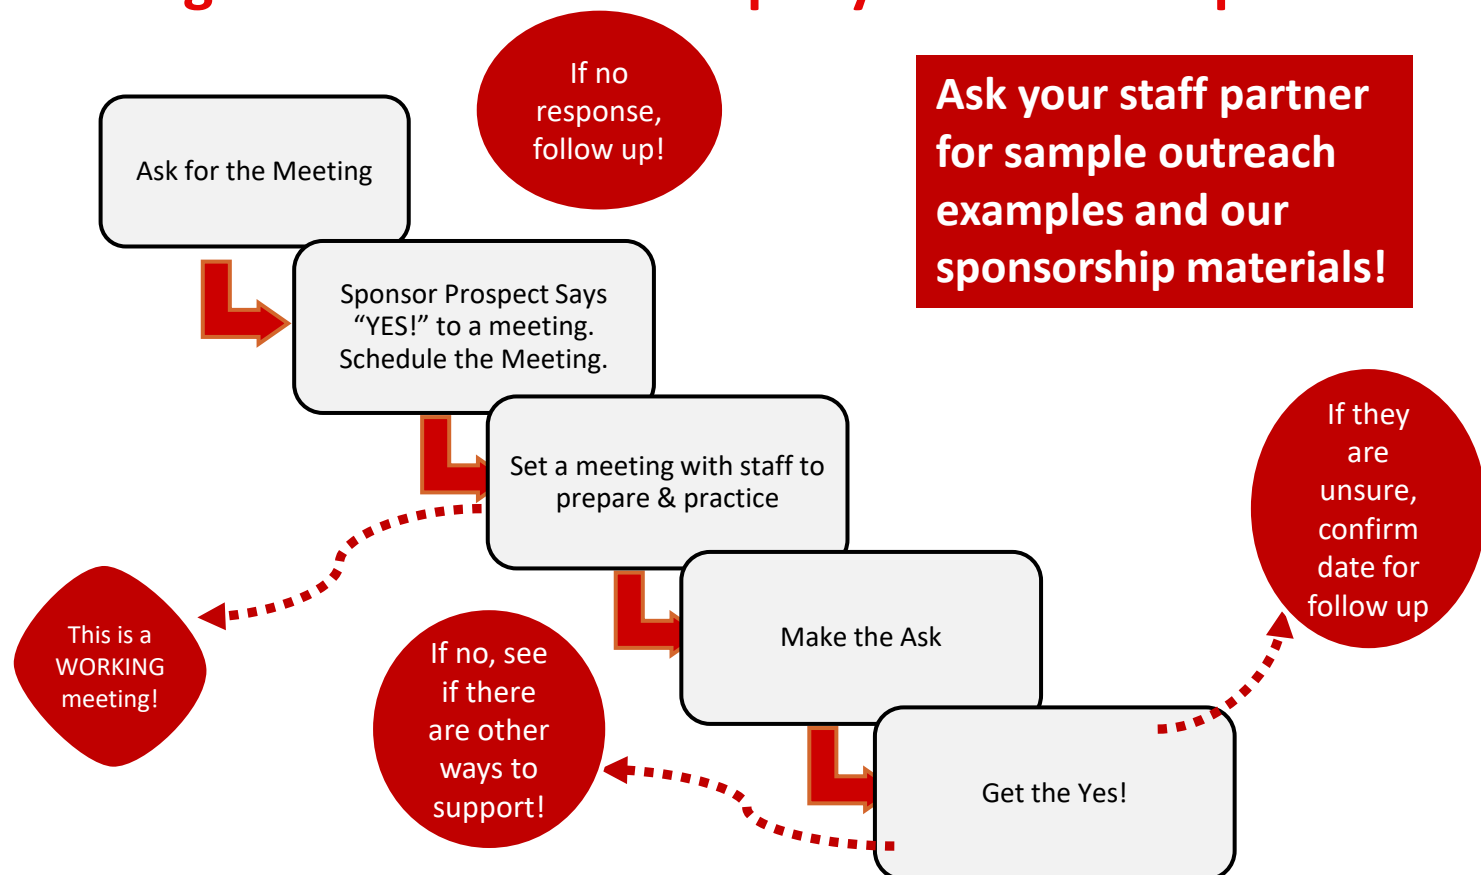 If no
response,
follow up!
Ask your staff partner
for sample outreach
examples and our
sponsorship materials!
Ask for the Meeting
Sponsor Prospect Says
“YES!” to a meeting.
Schedule the Meeting.
Set a meeting with staff to
prepare & practice
This is a
WORKING
meeting!
Make the Ask
If they
are
unsure,
confirm
date for
follow up
If no, see
if there
are other
ways to
support!
Get the Yes!